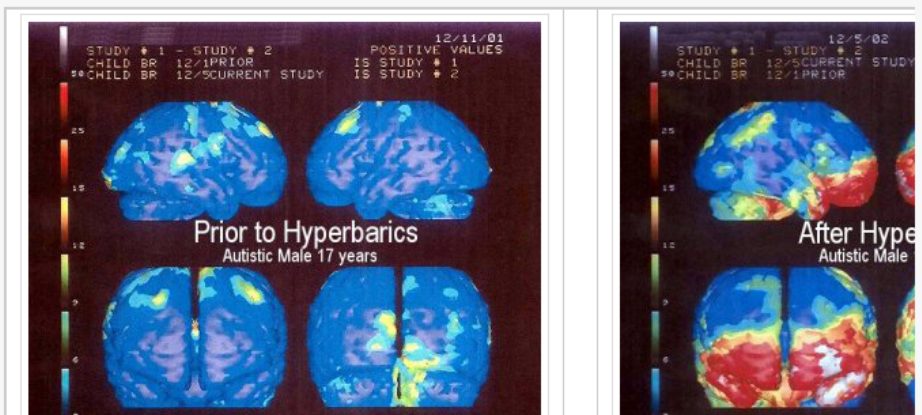 12/11/01
STUDY # 1 - STUDY # 2
POSITIVE VALUES
CHILD BR 12/1PRIOR
IS STUDY # 1
50 CHILD BR 12/5CURRENT STUDY
IS STUDY # 2
25
15
12
9
6
Prior to Hyperbarics
Autistic Male 17 years
12/5/02
STUDY # 1 - STUDY # 2
CHILD BR 12/5CURRENT STUDY
50 CHILD BR 12/1PRIOR
25
15
12
9
6
After Hype
Autistic Male